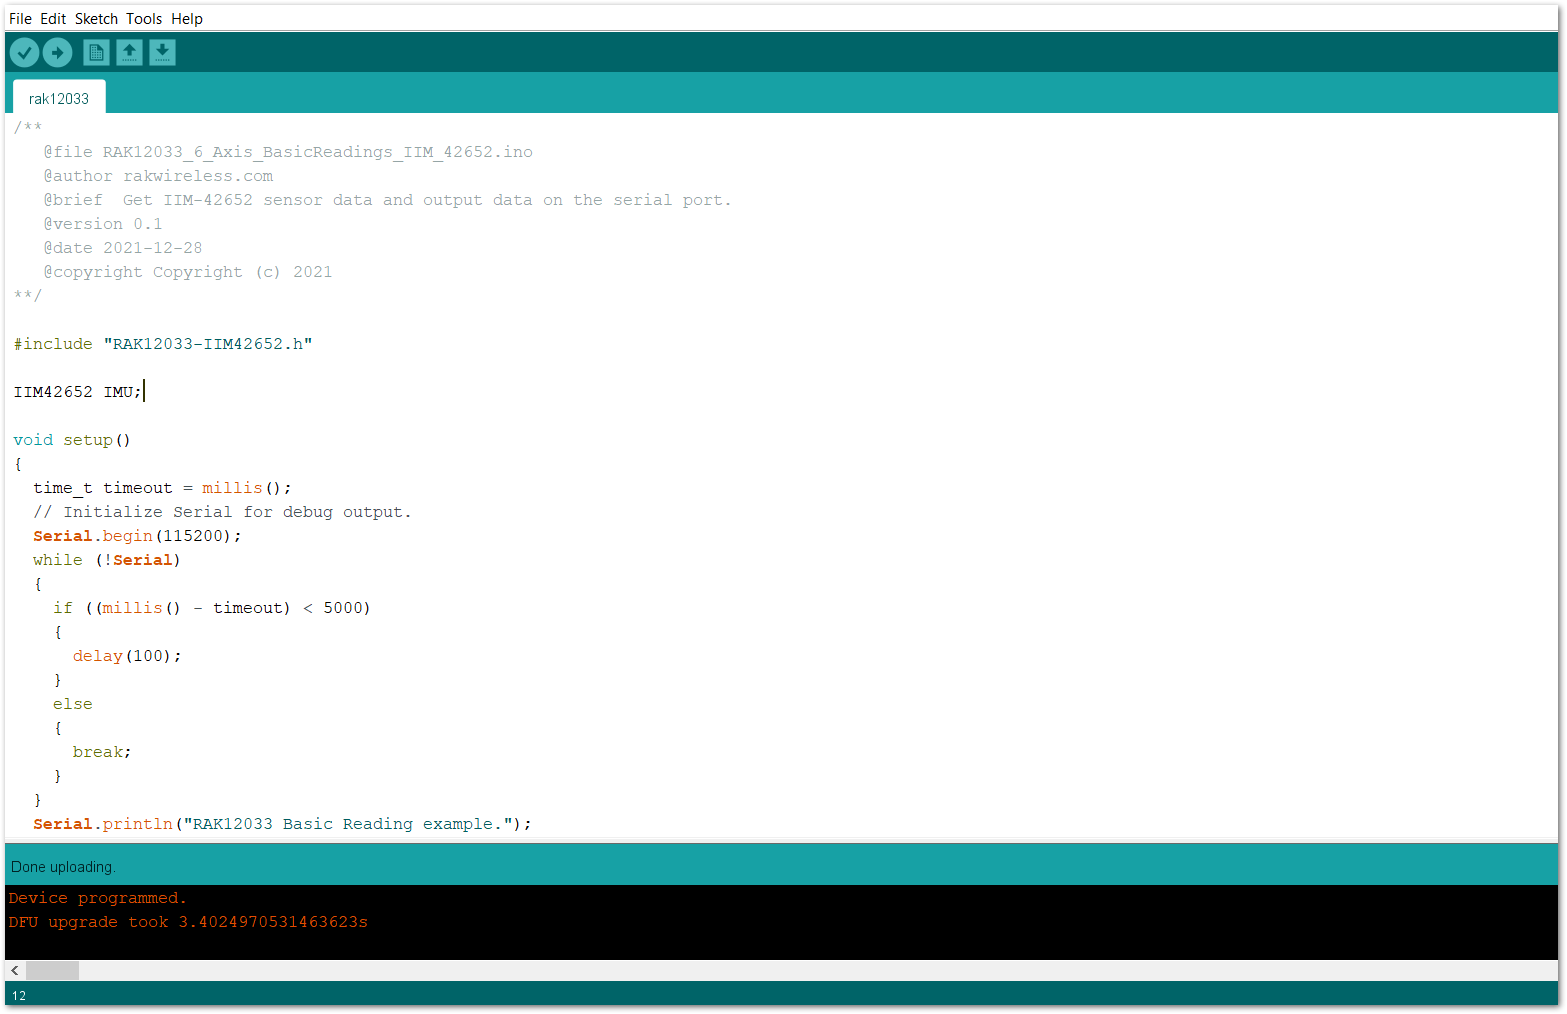 File Edit Sketch Tools Help
rak12033
/**
   @file RAK12033_6_Axis_BasicReadings_IIM_42652.ino
   @author rakwireless.com
   @brief  Get IIM-42652 sensor data and output data on the serial port.
   @version 0.1
   @date 2021-12-28
   @copyright Copyright (c) 2021
**/
#include "RAK12033-IIM42652.h"
IIM42652 IMU;
void setup()
{
  time_t timeout = millis();
  // Initialize Serial for debug output.
  Serial.begin(115200);
  while (!Serial)
  {
    if ((millis() - timeout) < 5000)
    {
      delay(100);
    }
    else
    {
      break;
    }
  }
  Serial.println("RAK12033 Basic Reading example.");
Done uploading.
Device programmed.
DFU upgrade took 3.4024970531463623s
12